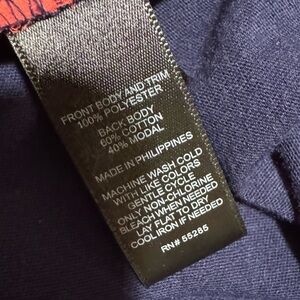 FRONT BODY AND TRIM
100% POLYESTER
BACK BODY
60% COTTON
40% MODAL
MADE IN PHILIPPINES
MACHINE WASH COLD
WITH LIKE COLORS
GENTLE CYCLE
ONLY NON-CHLORINE
BLEACH WHEN NEEDED
LAY FLAT TO DRY
COOL IRON IF NEEDED
RN# 55285